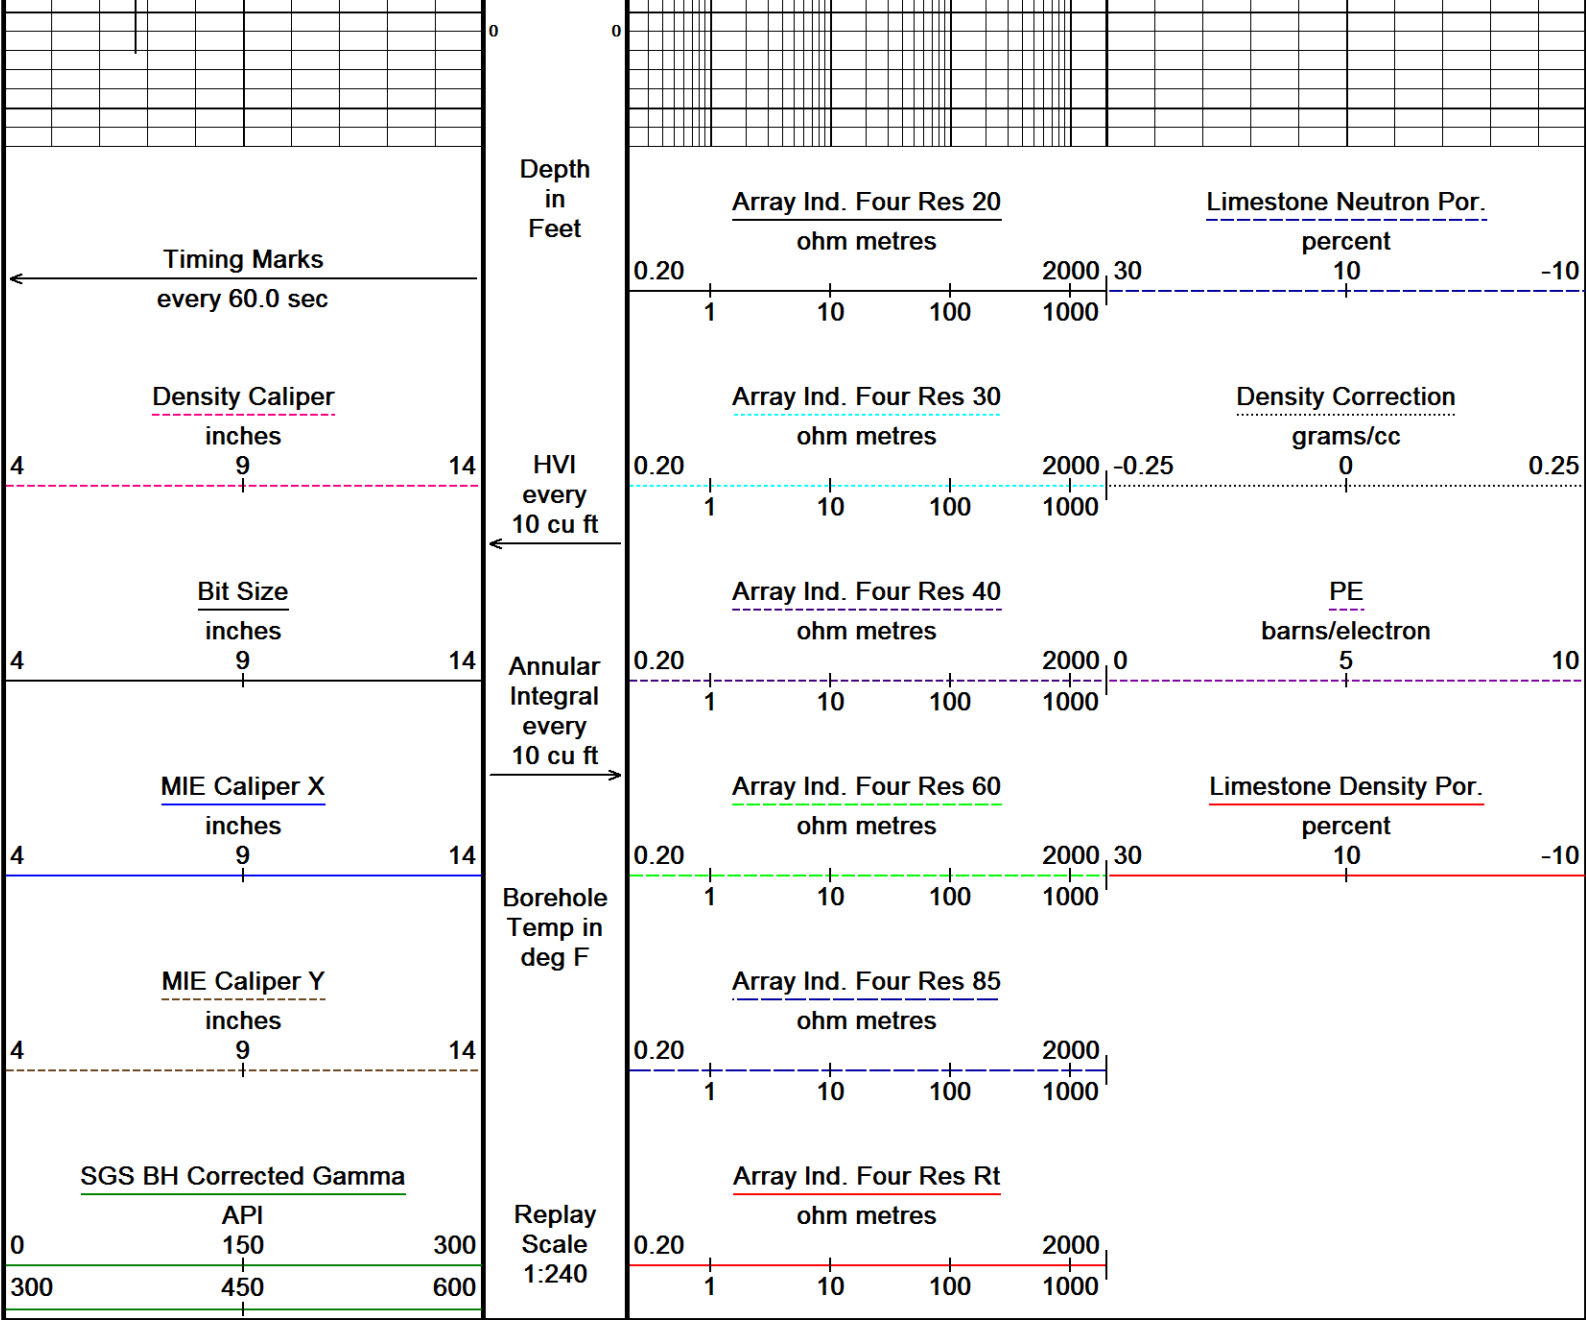 0 0
Timing Marks
every 60.0 sec
Density Caliper
inches
4 9 14
Bit Size
inches
4 9 14
MIE Caliper X
inches
4 9 14
MIE Caliper Y
inches
4 9 14
SGS BH Corrected Gamma
API
0 150 300
300 450 600
Depth
in
Feet
HVI
every
10 cu ft
Annular
Integral
every
10 cu ft
Borehole
Temp in
deg F
Replay
Scale
1:240
Array Ind. Four Res 20
ohm metres
0.20 2000
1 10 100 1000
Array Ind. Four Res 30
ohm metres
0.20 2000
1 10 100 1000
Array Ind. Four Res 40
ohm metres
0.20 2000
1 10 100 1000
Array Ind. Four Res 60
ohm metres
0.20 2000
1 10 100 1000
Array Ind. Four Res 85
ohm metres
0.20 2000
1 10 100 1000
Array Ind. Four Res Rt
ohm metres
0.20 2000
1 10 100 1000
Limestone Neutron Por.
percent
30 10 -10
Density Correction
grams/cc
-0.25 0 0.25
PE
barns/electron
0 5 10
Limestone Density Por.
percent
30 10 -10